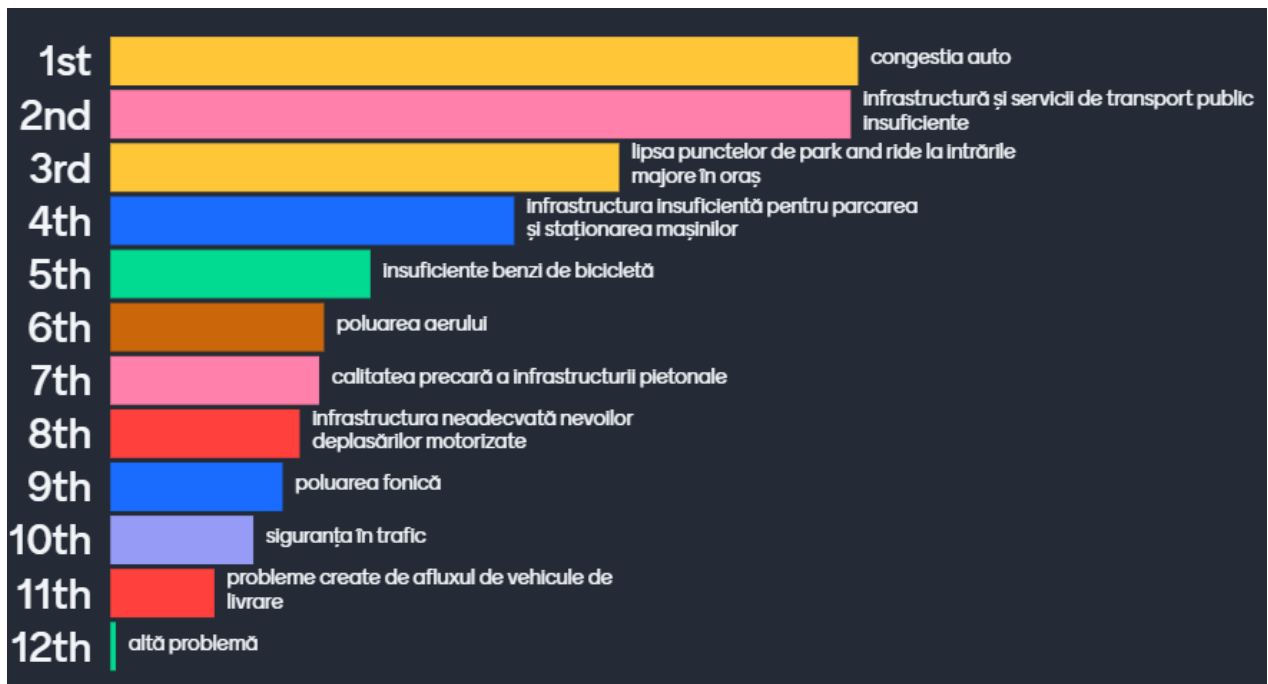 1st
congestia auto
2nd
infrastructură și servicii de transport public
insuficiente
3rd
lipsa punctelor de park and ride la intrările
majore în oraș
4th
infrastructura insuficientă pentru parcarea
și staționarea mașinilor
5th
insuficiente benzi de bicicletă
6th
poluarea aerului
7th
calitatea precară a infrastructurii pietonale
8th
infrastructura neadecvată nevoilor
deplasărilor motorizate
9th
poluarea fonică
10th
siguranța în trafic
11th
probleme create de afluxul de vehicule de
livrare
12th
altă problemă